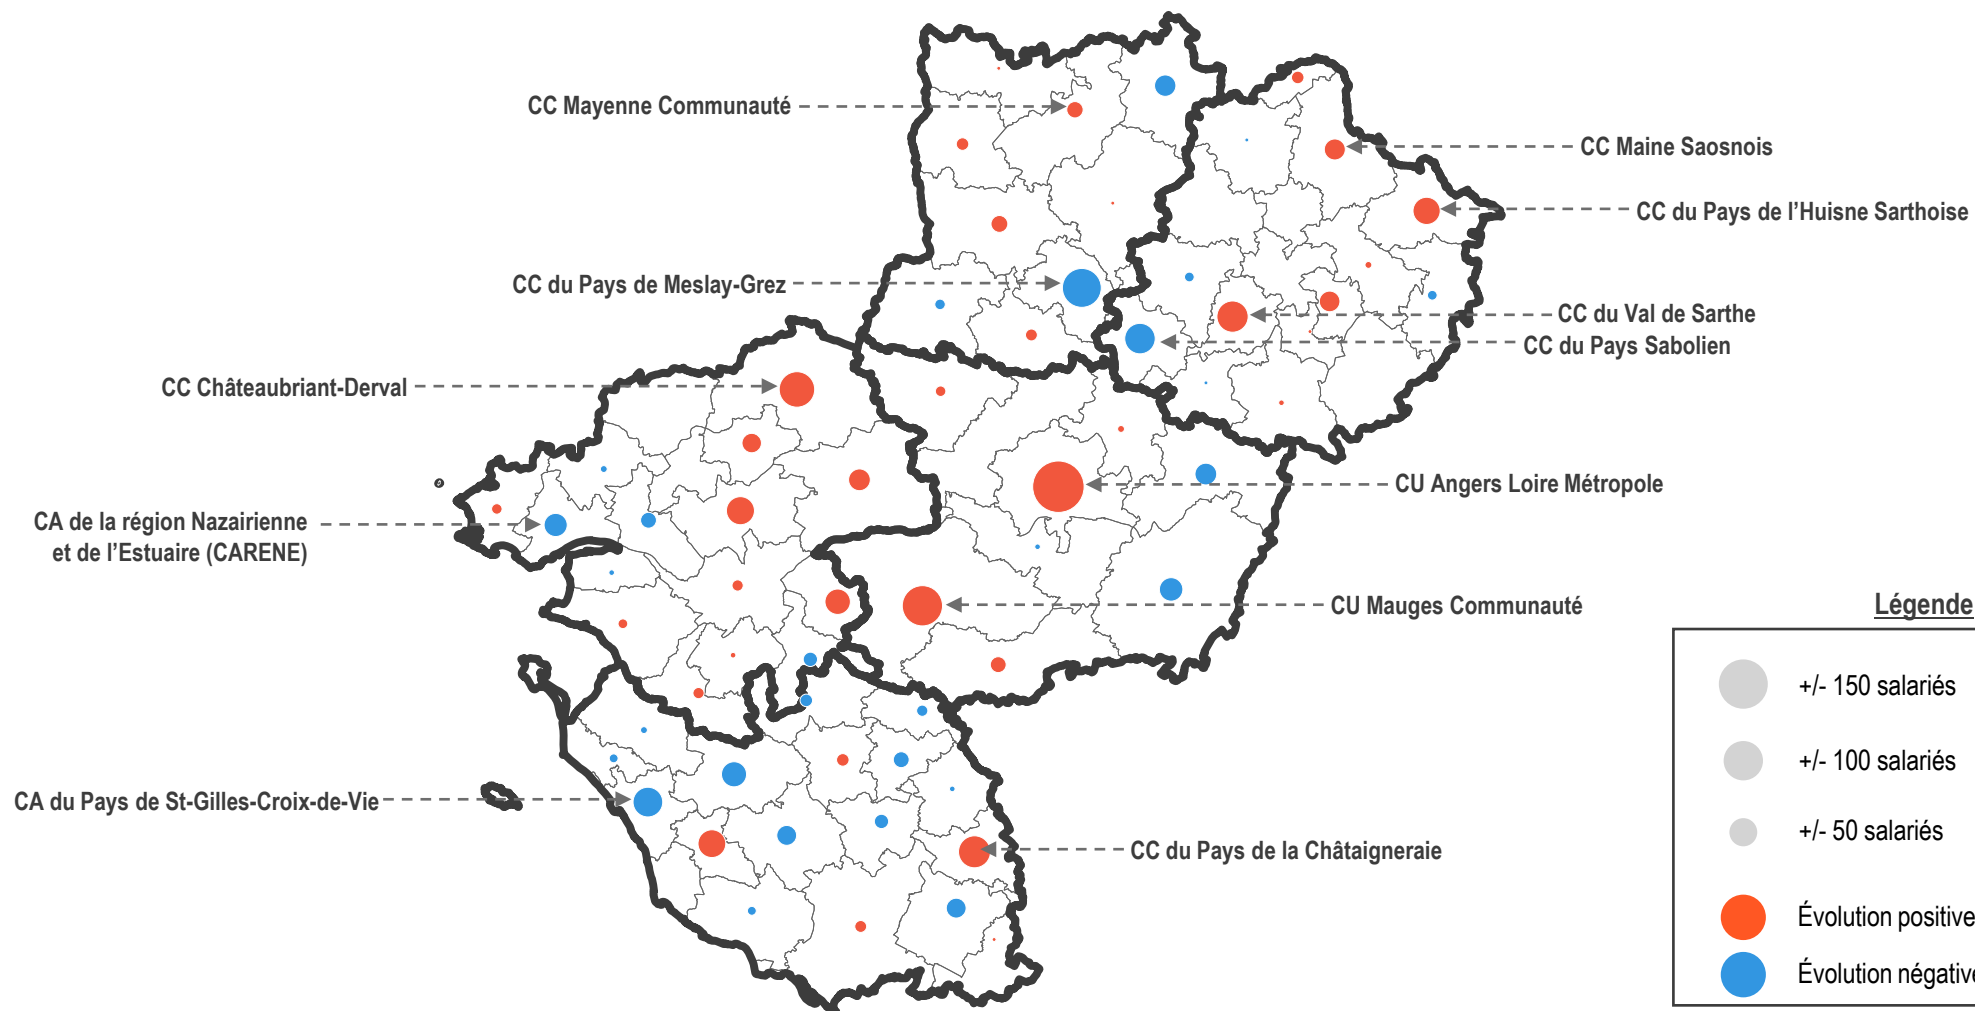 CC Mayenne Communauté
CC Maine Saosnois
CC du Pays de l’Huisne Sarthoise
CC du Pays de Meslay-Grez
CC du Val de Sarthe
CC du Pays Sabolien
CC Châteaubriant-Derval
CU Angers Loire Métropole
CA de la région Nazairienne
et de l’Estuaire (CARENE)
CU Mauges Communauté
CA du Pays de St-Gilles-Croix-de-Vie
CC du Pays de la Châtaigneraie
Légende
+/- 150 salariés
+/- 100 salariés
+/- 50 salariés
Évolution positive
Évolution négative